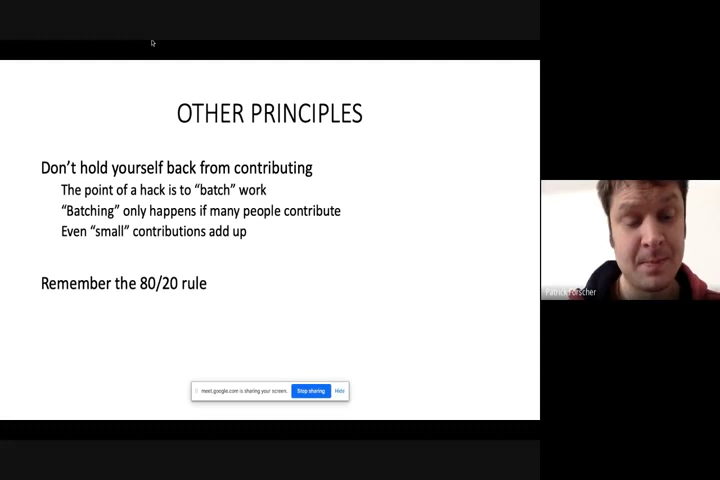 OTHER PRINCIPLES
Don't hold yourself back from contributing
The point of a hack is to “batch” work
“Batching” only happens if many people contribute
Even “small” contributions add up
Remember the 80/20 rule
meet.google.com is sharing your screen.
Stop sharing
Hide
Patrick Forscher